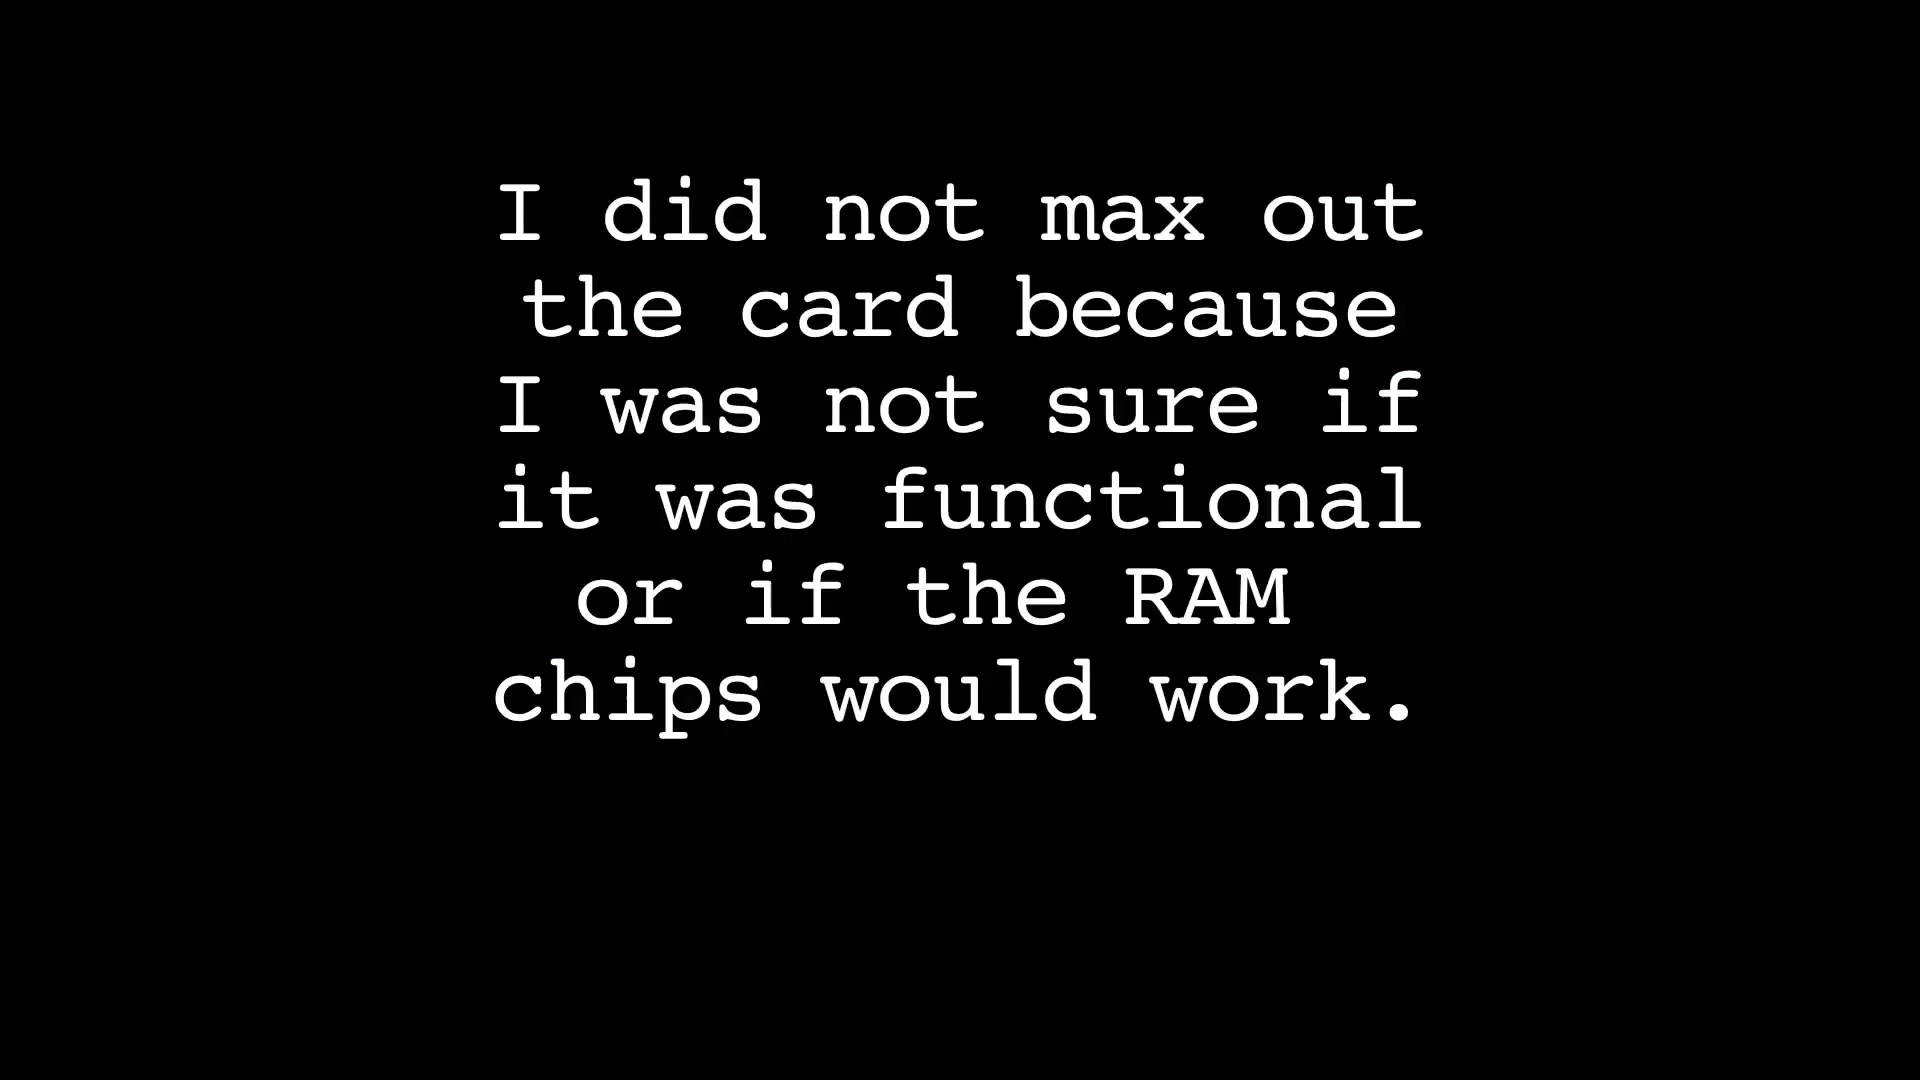 I did not max out
the card because
I was not sure if
it was functional
or if the RAM
chips would work.